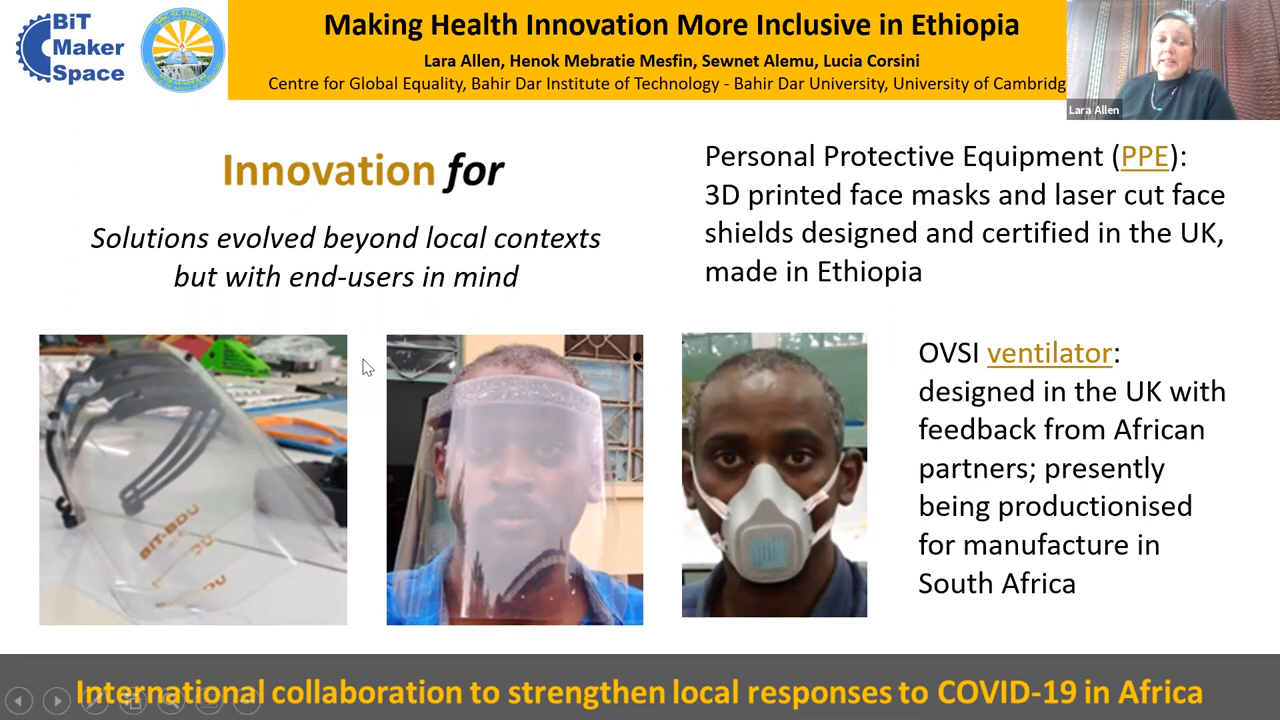 BiT
Maker
Space
Making Health Innovation More Inclusive in Ethiopia
Lara Allen, Henok Mebratie Mesfin, Sewnet Alemu, Lucia Corsini
Centre for Global Equality, Bahir Dar Institute of Technology - Bahir Dar University, University of Cambridg
Lara Allen
Innovation for
Solutions evolved beyond local contexts
but with end-users in mind
Personal Protective Equipment (PPE):
3D printed face masks and laser cut face
shields designed and certified in the UK,
made in Ethiopia
BIT-BDU
OVSI ventilator:
designed in the UK with
feedback from African
partners; presently
being productionised
for manufacture in
South Africa
International collaboration to strengthen local responses to COVID-19 in Africa